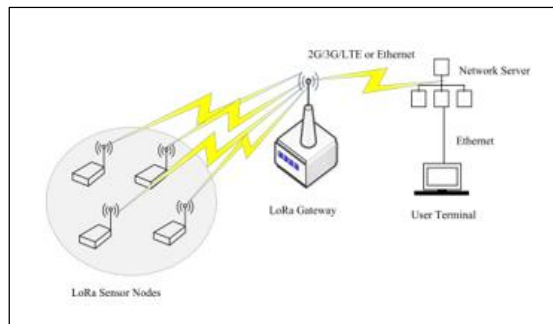 2G/3G/LTE or Ethernet
Network Server
Ethernet
LoRa Gateway
User Terminal
LoRa Sensor Nodes